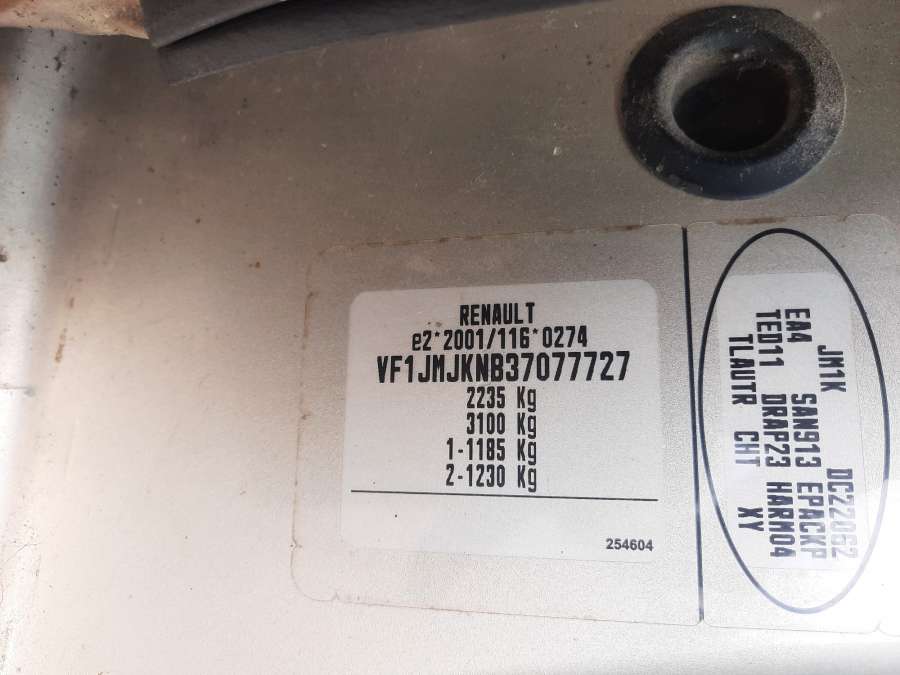 RENAULT
e2*2001/116*0274
VF1JMJKNB37077727
2235 Kg
3100 Kg
1-1185 Kg
2-1230 Kg
254604
JM1K DCZ22062
EA4 SAN913 EPACKP
TED11 DRAP23 HARM04
TLAUTR CHT XY